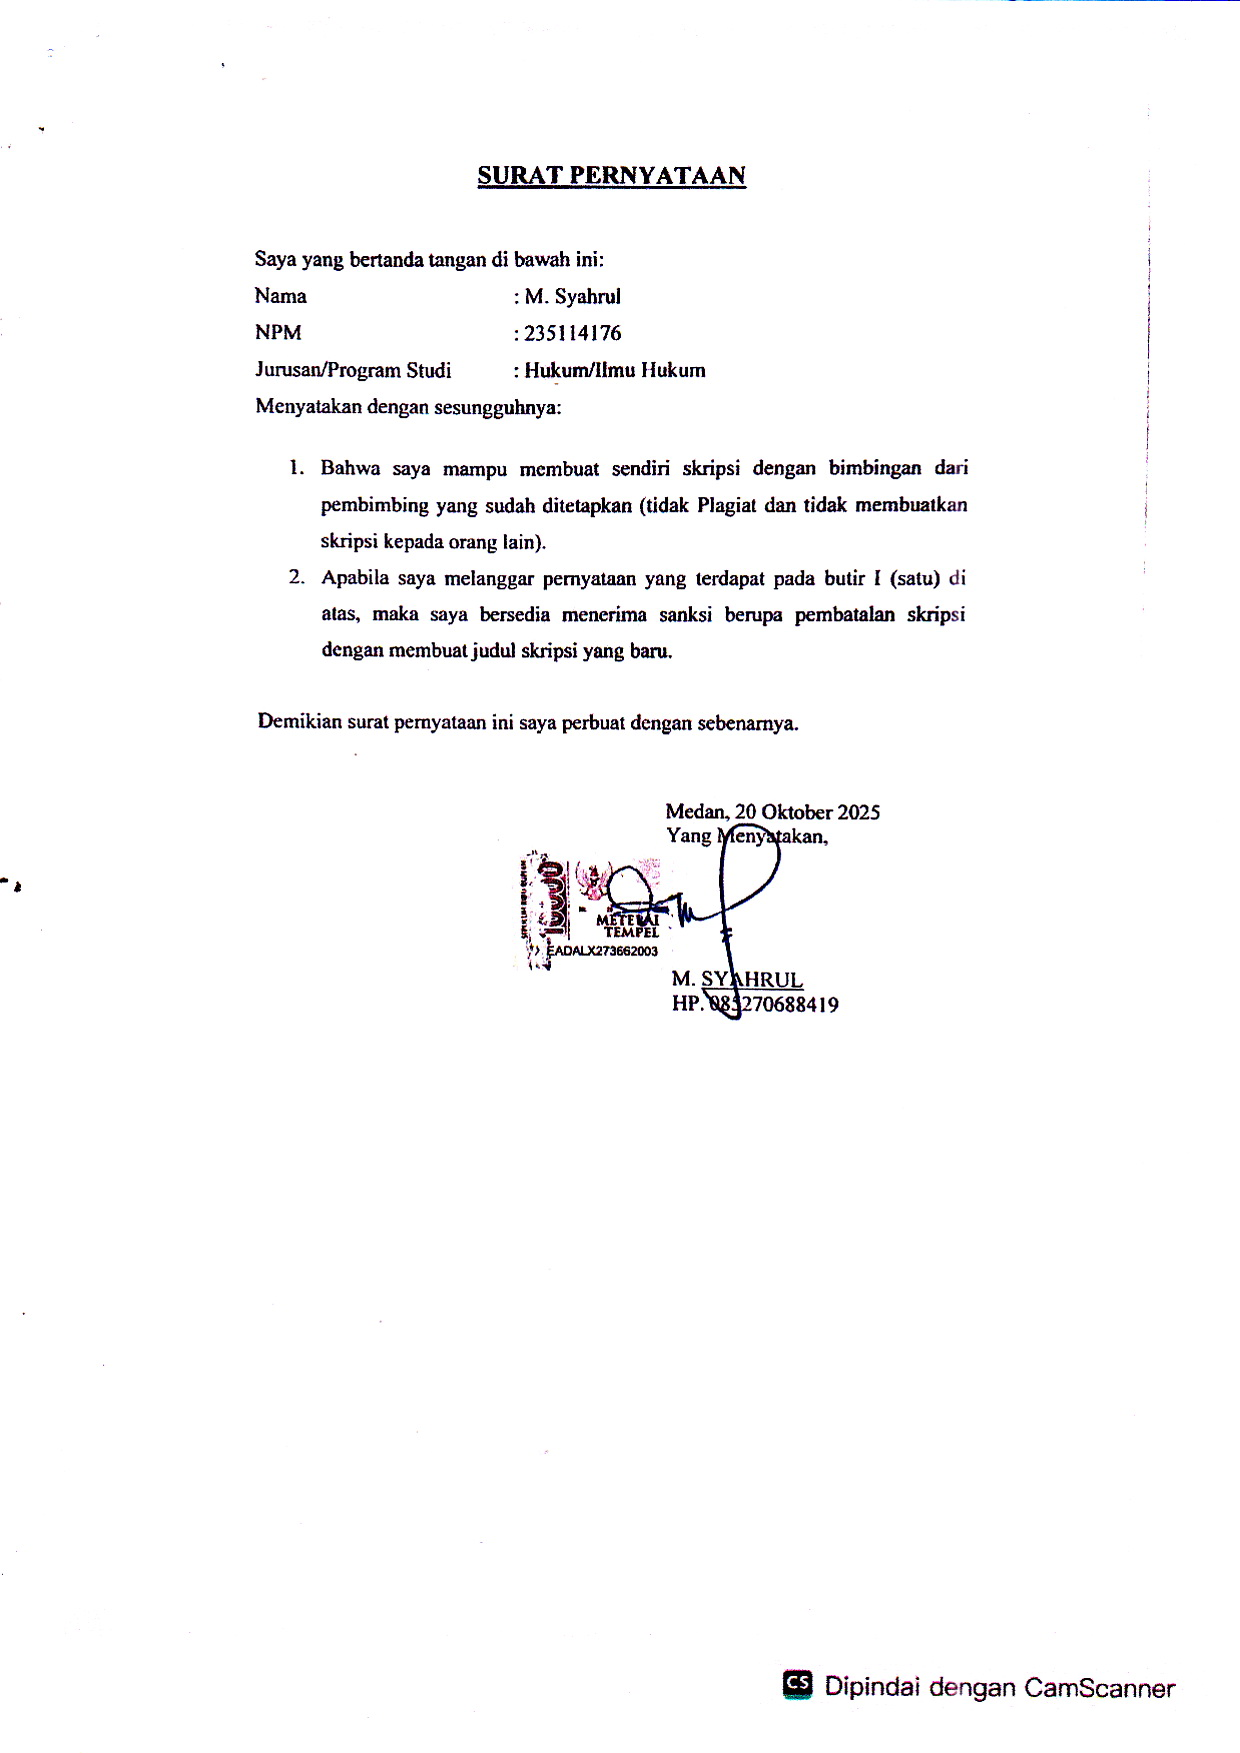 SURAT PERNYATAAN
Saya yang bertanda tangan di bawah ini:
Nama : M. Syahrul
NPM : 235114176
Jurusan/Program Studi : Hukum/Ilmu Hukum
Menyatakan dengan sesungguhnya:
1. Bahwa saya mampu membuat sendiri skripsi dengan bimbingan dari
pembimbing yang sudah ditetapkan (tidak Plagiat dan tidak membuatkan
skripsi kepada orang lain).
2. Apabila saya melanggar pernyataan yang terdapat pada butir I (satu) di
atas, maka saya bersedia menerima sanksi berupa pembatalan skripsi
dengan membuat judul skripsi yang baru.
Demikian surat pernyataan ini saya perbuat dengan sebenarnya.
Medan, 20 Oktober 2025
Yang Menyatakan,
10000
METERAI
TEMPEL
EADALX273662003
M. SYAHRUL
HP. 085270688419
CS Dipindai dengan CamScanner